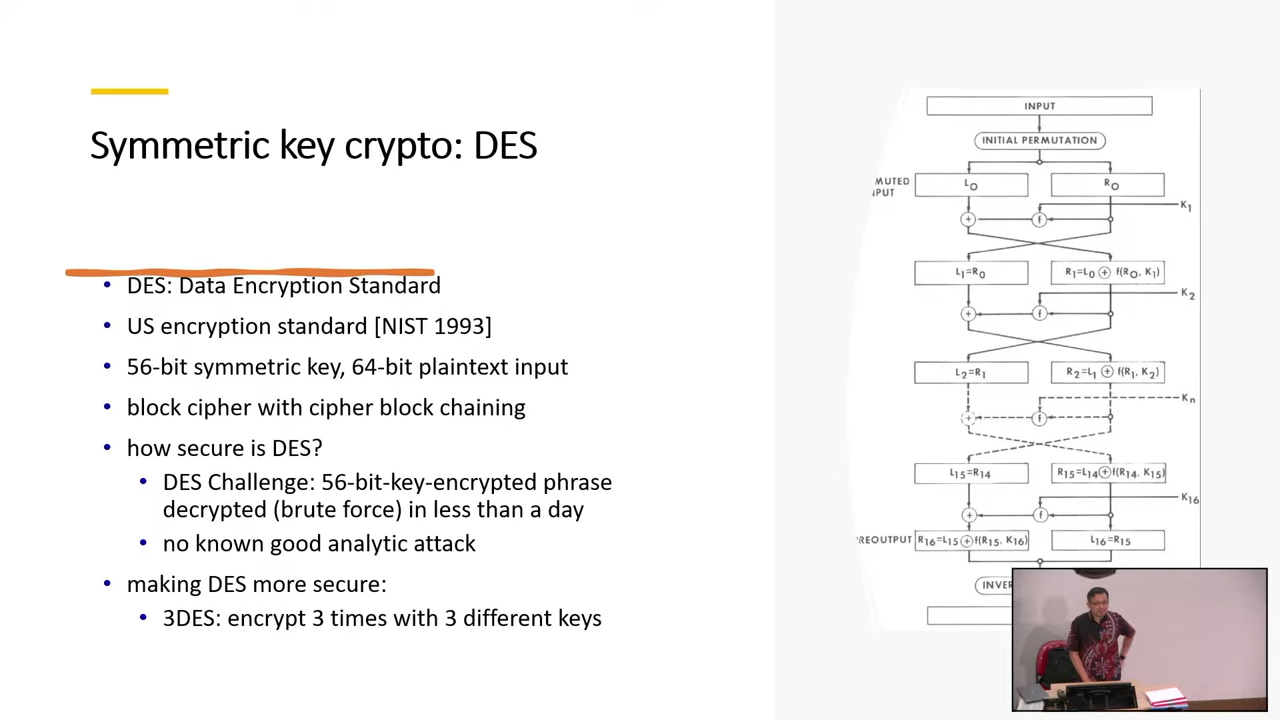 Symmetric key crypto: DES
• DES: Data Encryption Standard
• US encryption standard [NIST 1993]
• 56-bit symmetric key, 64-bit plaintext input
• block cipher with cipher block chaining
• how secure is DES?
• DES Challenge: 56-bit-key-encrypted phrase
decrypted (brute force) in less than a day
• no known good analytic attack
• making DES more secure:
• 3DES: encrypt 3 times with 3 different keys
INPUT
INITIAL PERMUTATION
MUTED
INPUT
L0
R0
K1
+
f
L1=R0
R1=L0 ⊕ f(R0, K1)
K2
+
f
L2=R1
R2=L1 ⊕ f(R1, K2)
Kn
+
f
L15=R14
R15=L14⊕f(R14, K15)
K16
+
f
REOUTPUT
R16=L15⊕f(R15, K16)
L16=R15
INVER